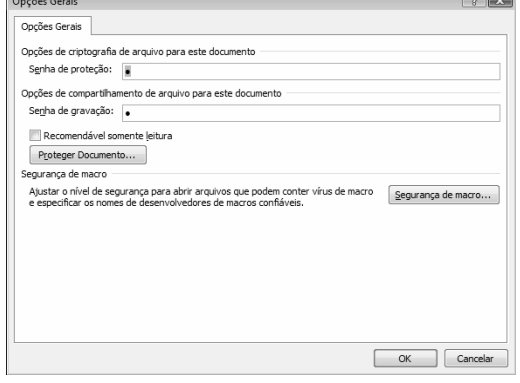 Opções Gerais
Opções Gerais
Opções de criptografia de arquivo para este documento
Senha de proteção: •
Opções de compartilhamento de arquivo para este documento
Senha de gravação: •
Recomendável somente leitura
Proteger Documento...
Segurança de macro
Ajustar o nível de segurança para abrir arquivos que podem conter vírus de macro
e especificar os nomes de desenvolvedores de macros confiáveis.
Segurança de macro...
OK Cancelar